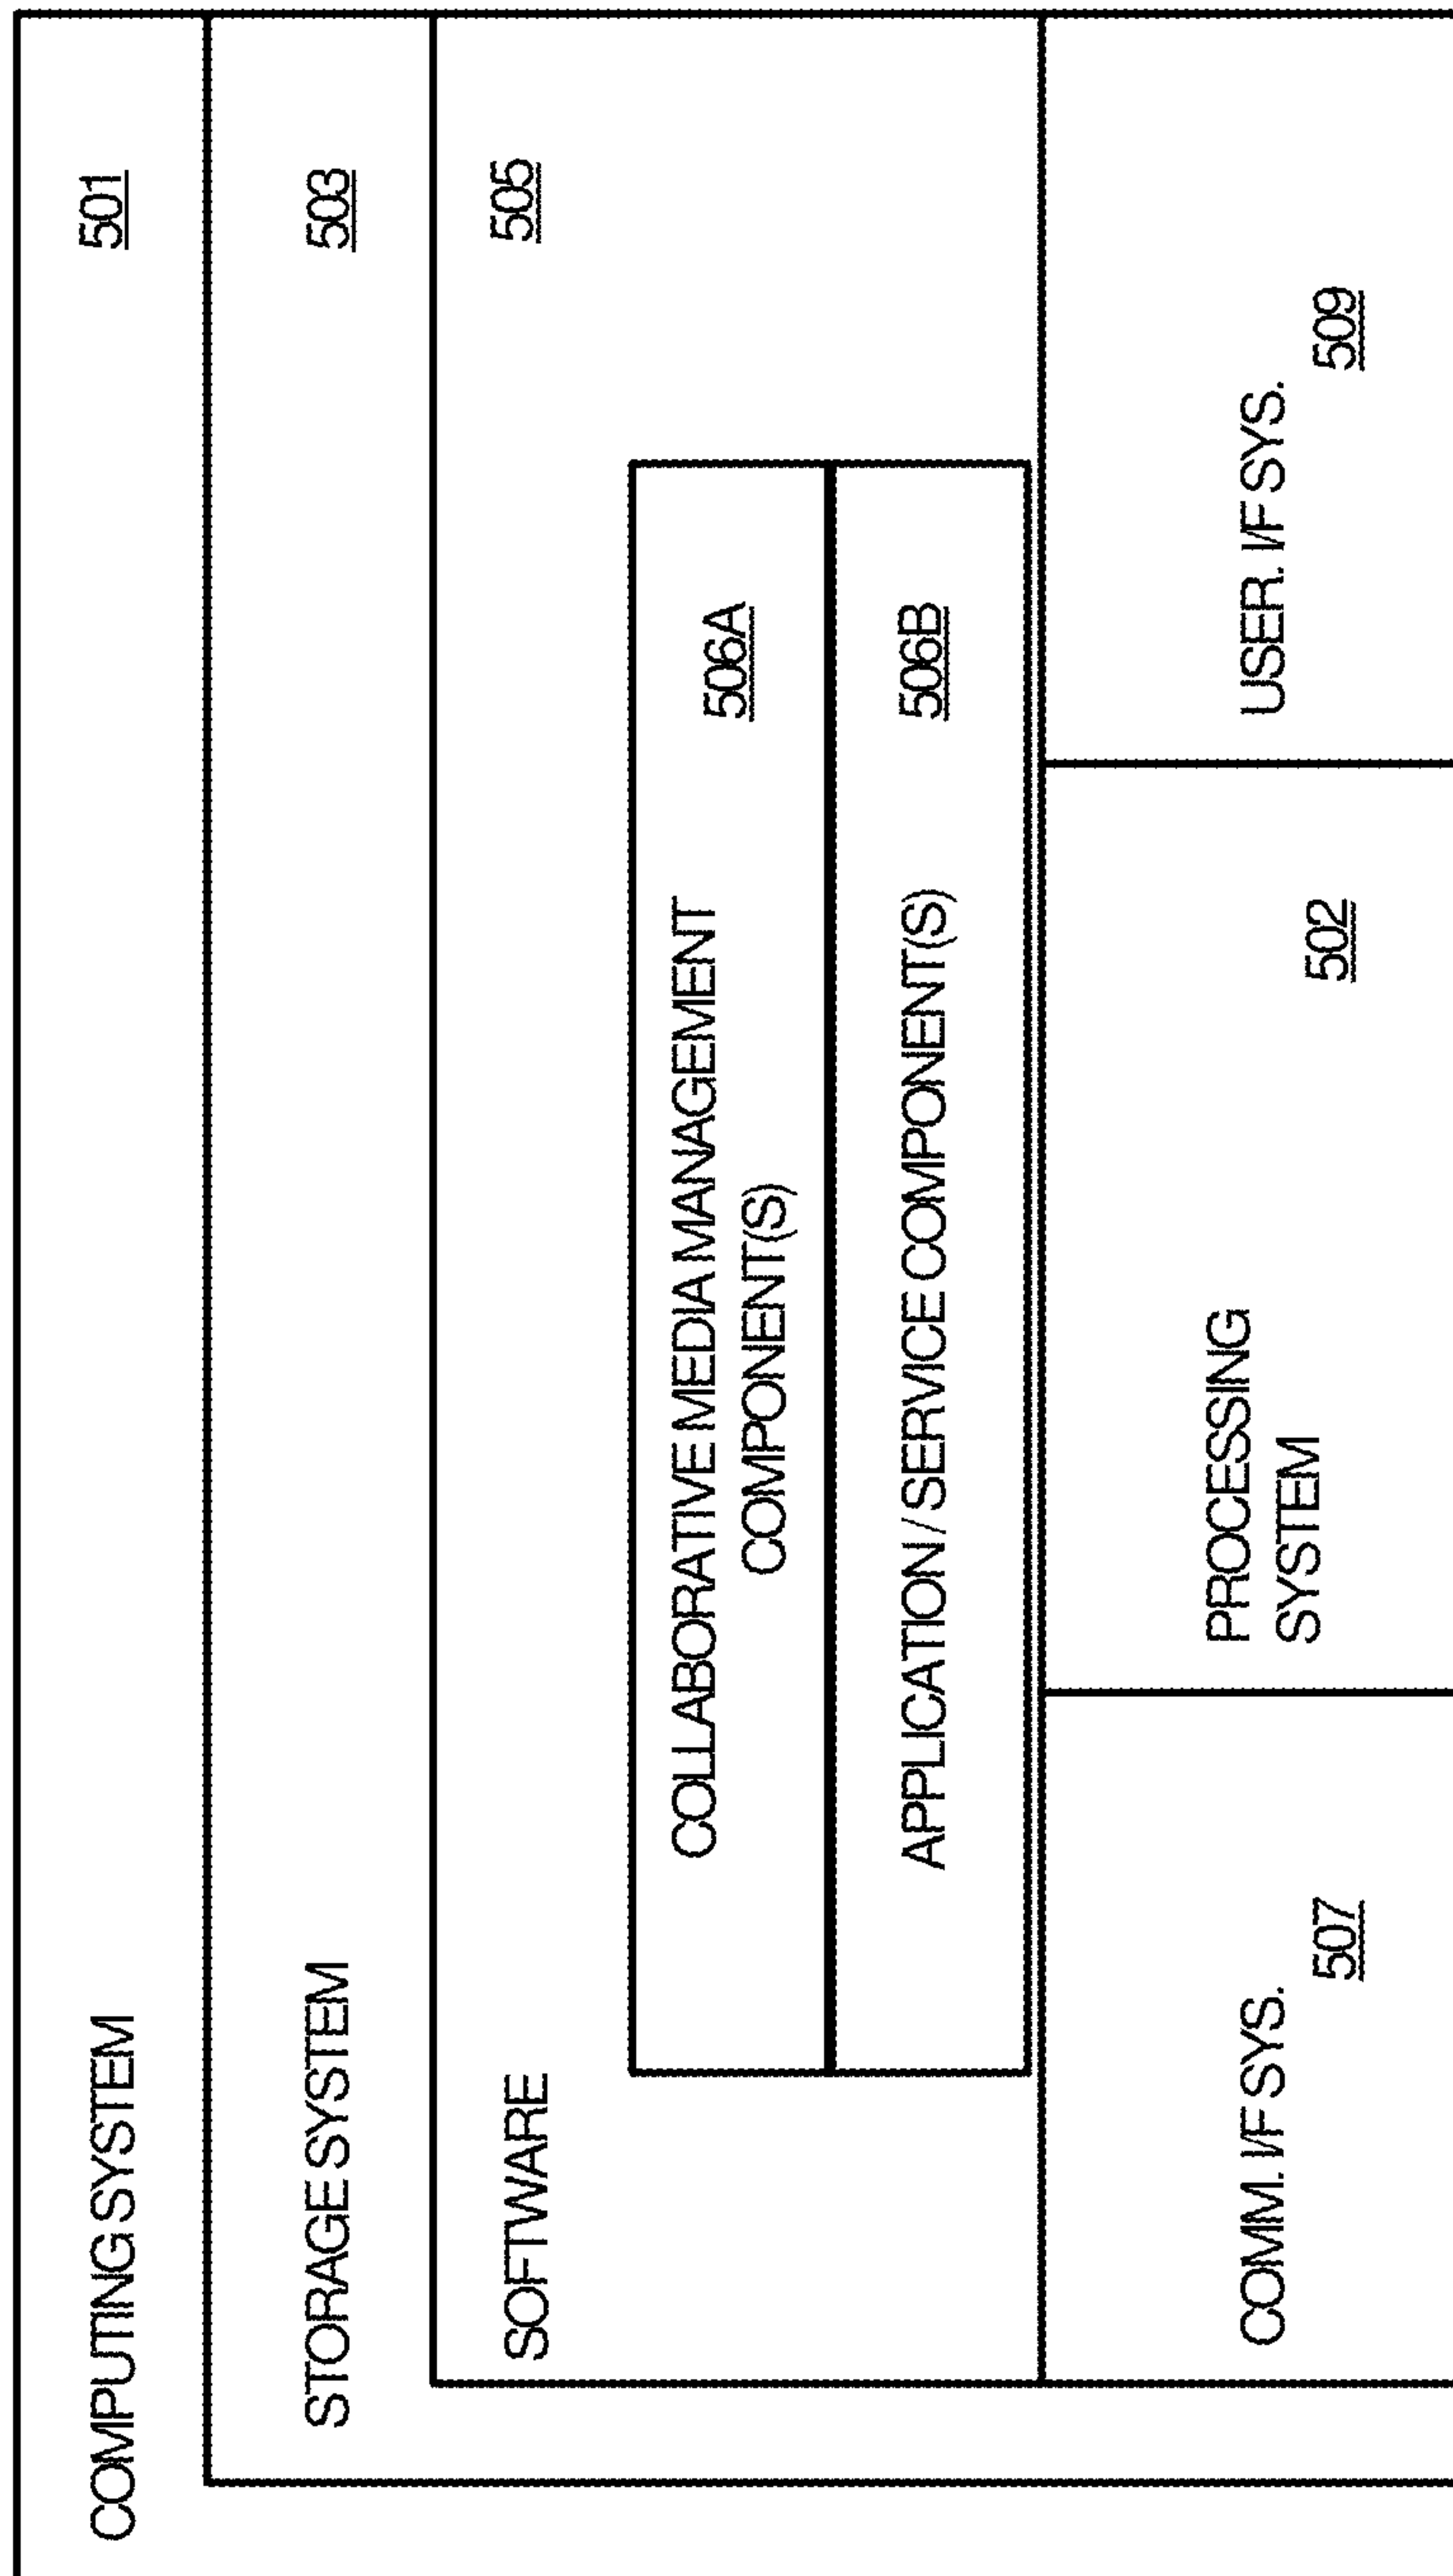 COMPUTING SYSTEM 501
STORAGE SYSTEM 503
SOFTWARE 505
COLLABORATIVE MEDIA MANAGEMENT
COMPONENT(S)
506A
APPLICATION / SERVICE COMPONENT(S) 506B
COMM. I/F SYS.
507
PROCESSING
SYSTEM
502
USER. I/F SYS.
509